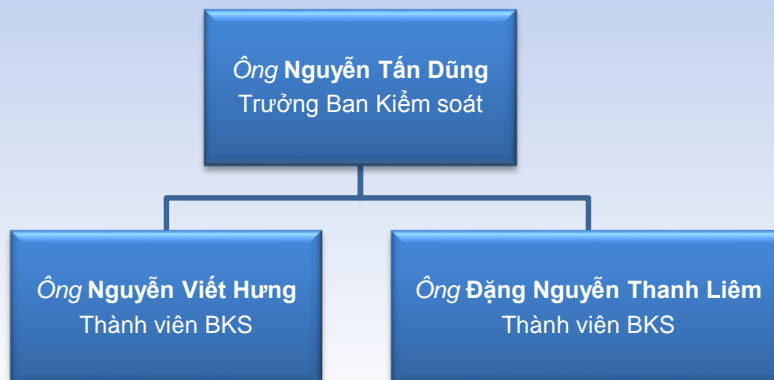 Ông Nguyễn Tấn Dũng
Trưởng Ban Kiểm soát
Ông Nguyễn Viết Hưng
Thành viên BKS
Ông Đặng Nguyễn Thanh Liêm
Thành viên BKS